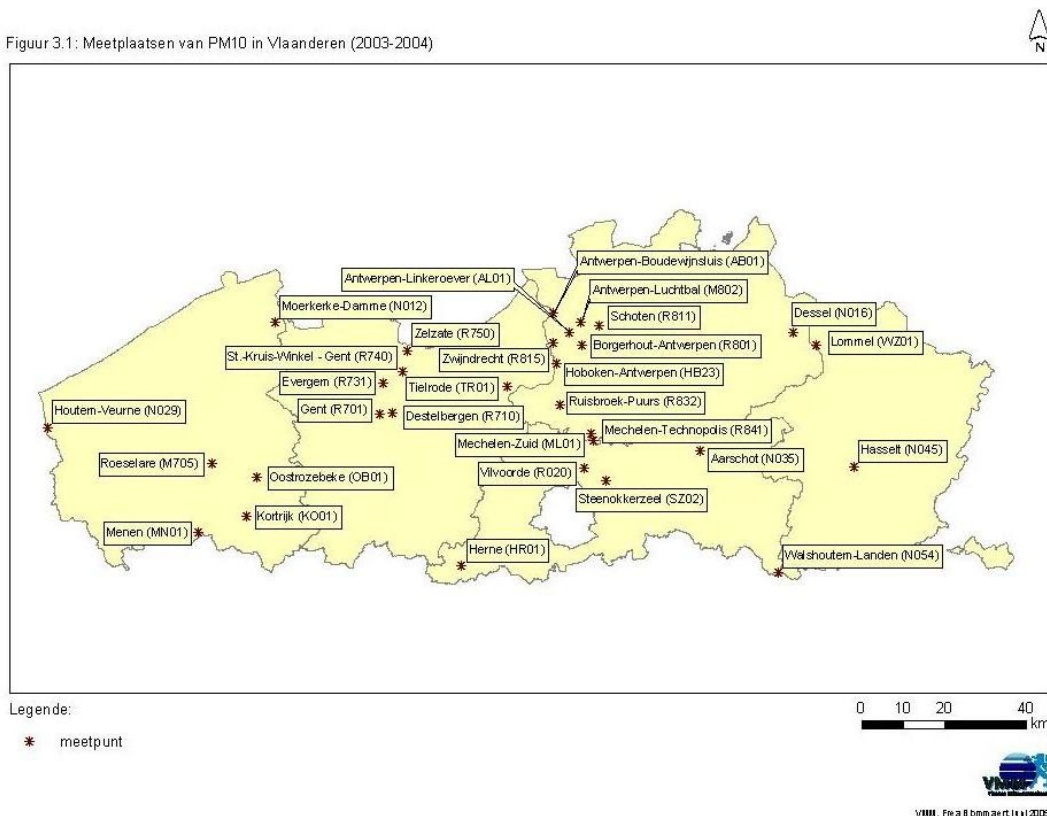 Figuur 3.1: Meetplaatsen van PM10 in Vlaanderen (2003-2004)
N
Antwerpen-Boudewijnsluis (AB01)
Antwerpen-Linkeroever (AL01)
Antwerpen-Luchtbal (M802)
Moerkerke-Damme (N012)
Schoten (R811)
Dessel (N016)
Zelzate (R750)
Borgerhout-Antwerpen (R801)
Lommel (WZ01)
St.-Kruis-Winkel - Gent (R740)
Zwijndrecht (R815)
Hoboken-Antwerpen (HB23)
Evergem (R731)
Tielrode (TR01)
Ruisbroek-Puurs (R832)
Houtem-Veurne (N029)
Gent (R701)
Destelbergen (R710)
Mechelen-Technopolis (R841)
Mechelen-Zuid (ML01)
Hasselt (N045)
Aarschot (N035)
Roeselare (M705)
Vilvoorde (R020)
Oostrozebeke (OB01)
Steenokkerzeel (SZ02)
Kortrijk (KO01)
Menen (MN01)
Herne (HR01)
Walshoutem-Landen (N054)
Legende:
meetpunt
0 10 20 40
km